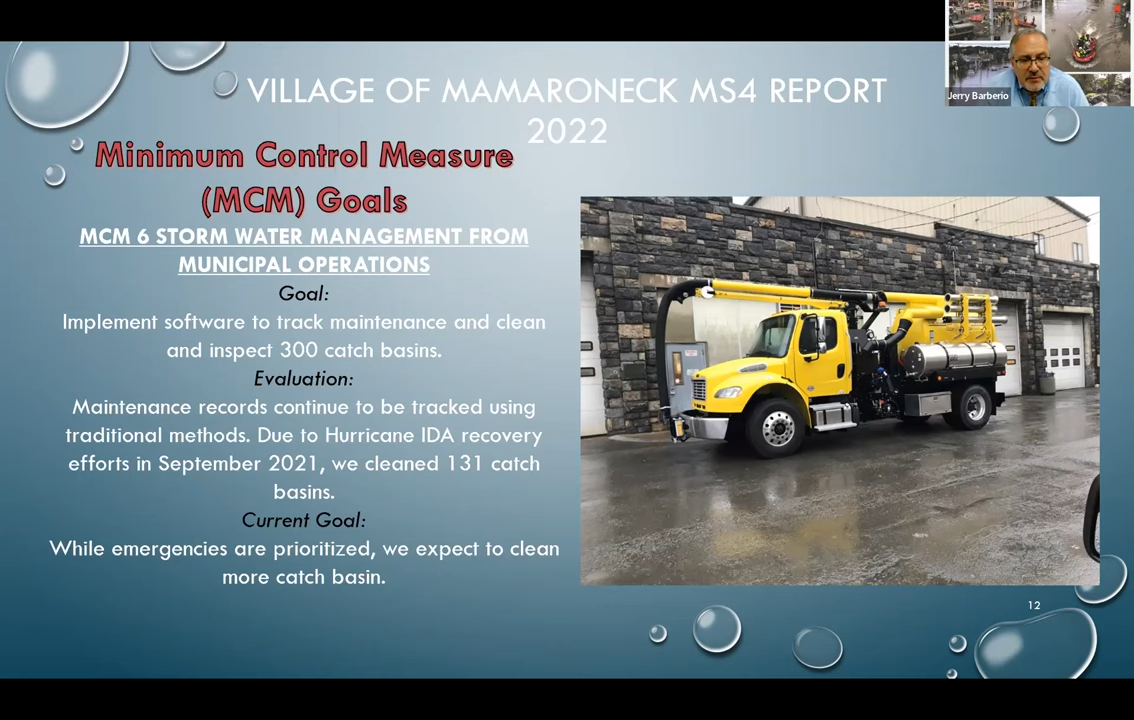 VILLAGE OF MAMARONECK MS4 REPORT
2022
Jerry Barberio
Minimum Control Measure
(MCM) Goals
MCM 6 STORM WATER MANAGEMENT FROM
MUNICIPAL OPERATIONS
Goal:
Implement software to track maintenance and clean
and inspect 300 catch basins.
Evaluation:
Maintenance records continue to be tracked using
traditional methods. Due to Hurricane IDA recovery
efforts in September 2021, we cleaned 131 catch
basins.
Current Goal:
While emergencies are prioritized, we expect to clean
more catch basin.
12